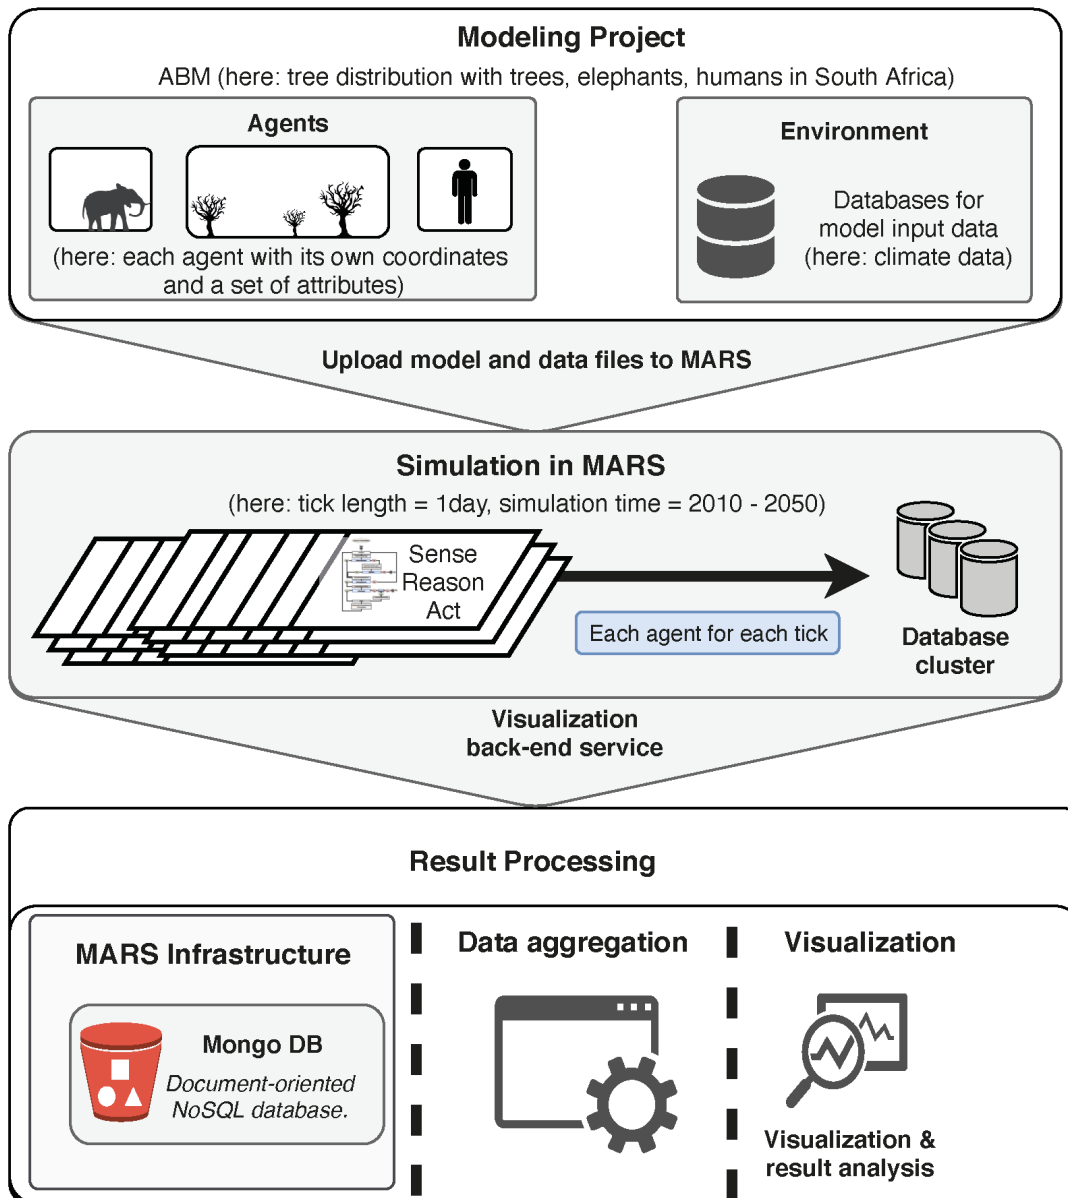 Modeling Project
ABM (here: tree distribution with trees, elephants, humans in South Africa)
Agents
(here: each agent with its own coordinates
and a set of attributes)
Environment
Databases for
model input data
(here: climate data)
Upload model and data files to MARS
Simulation in MARS
(here: tick length = 1day, simulation time = 2010 - 2050)
Sense
Reason
Act
Each agent for each tick
Database
cluster
Visualization
back-end service
Result Processing
MARS Infrastructure
Mongo DB
Document-oriented
NoSQL database.
Data aggregation
Visualization
Visualization &
result analysis